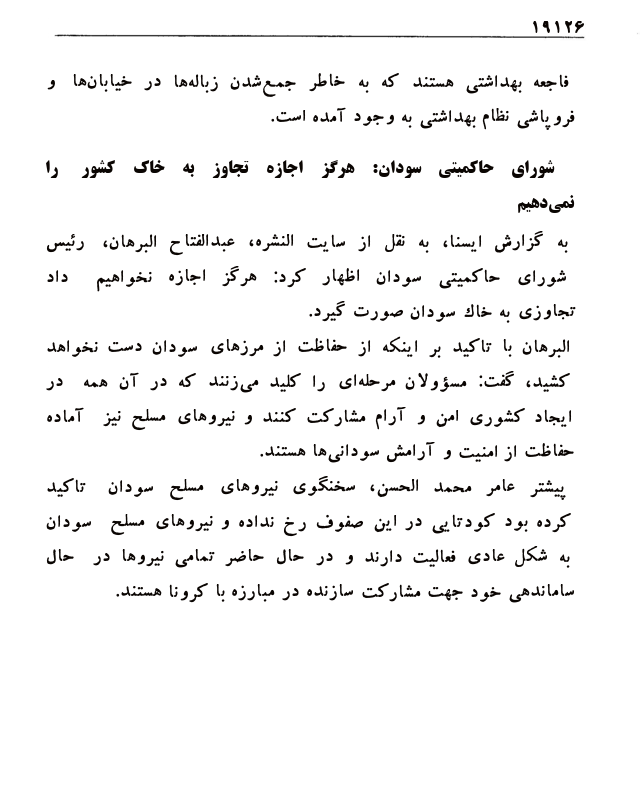 ۱۹۱۲۶
فاجعه بهداشتی هستند که به خاطر جمع‌شدن زباله‌ها در خیابان‌ها و
فروپاشی نظام بهداشتی به وجود آمده است.
شورای حاکمیتی سودان: هرگز اجازه تجاوز به خاک کشور را
نمی‌دهیم
به گزارش ایسنا، به نقل از سایت النشره، عبدالفتاح البرهان، رئیس
شورای حاکمیتی سودان اظهار کرد: هرگز اجازه نخواهیم داد
تجاوزی به خاك سودان صورت گیرد.
البرهان با تاکید بر اینکه از حفاظت از مرزهای سودان دست نخواهد
کشید، گفت: مسؤولان مرحله‌ای را کلید می‌زنند که در آن همه در
ایجاد کشوری امن و آرام مشارکت کنند و نیروهای مسلح نیز آماده
حفاظت از امنیت و آرامش سودانی‌ها هستند.
پیشتر عامر محمد الحسن، سخنگوی نیروهای مسلح سودان تاکید
کرده بود کودتایی در این صفوف رخ نداده و نیروهای مسلح سودان
به شکل عادی فعالیت دارند و در حال حاضر تمامی نیروها در حال
ساماندهی خود جهت مشارکت سازنده در مبارزه با کرونا هستند.